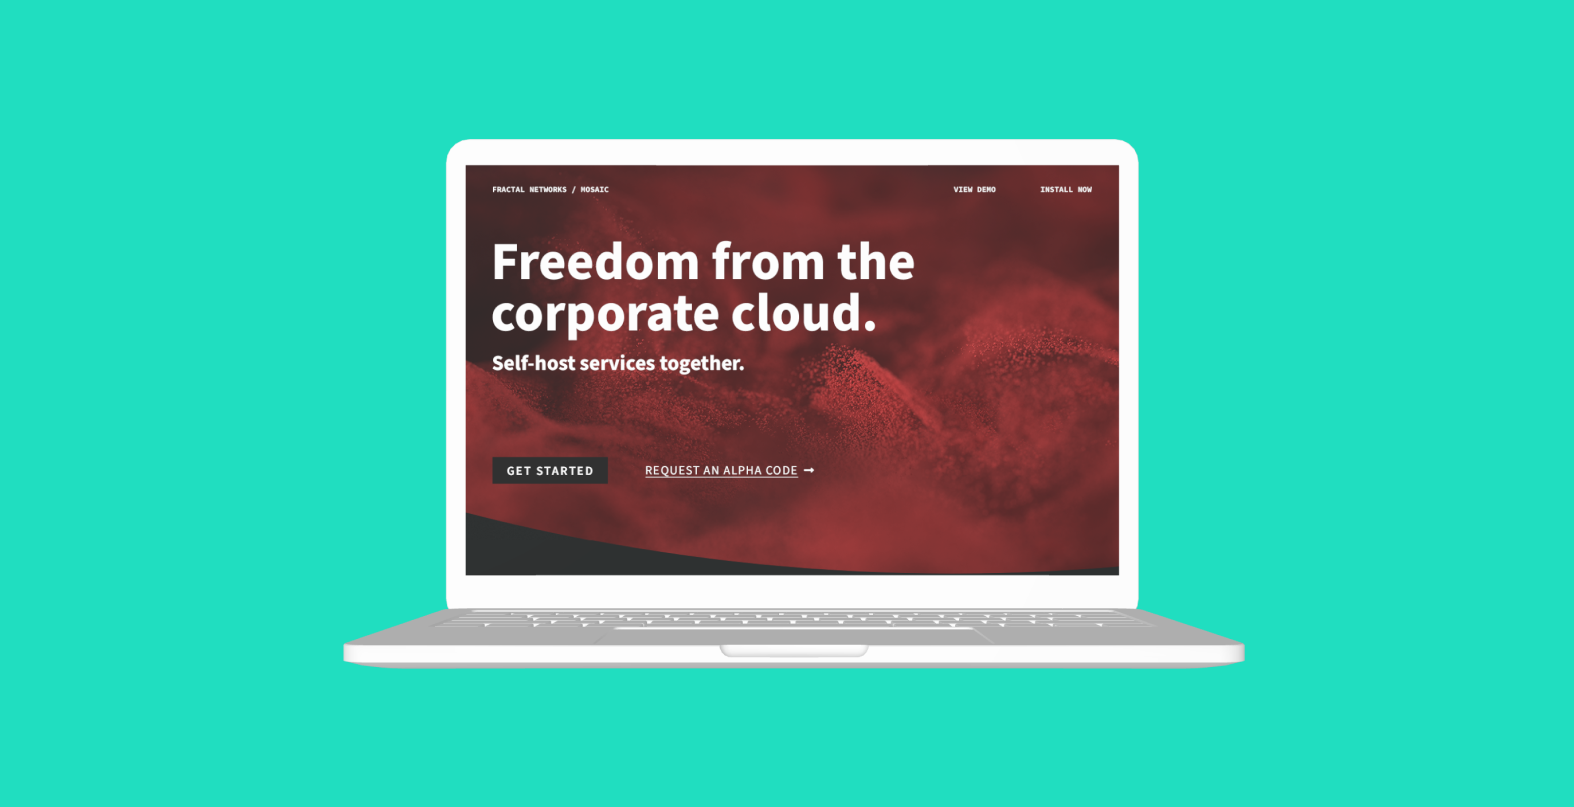 FRACTAL NETWORKS / MOSAIC
VIEW DEMO
INSTALL NOW
Freedom from the
corporate cloud.
Self-host services together.
GET STARTED
REQUEST AN ALPHA CODE →